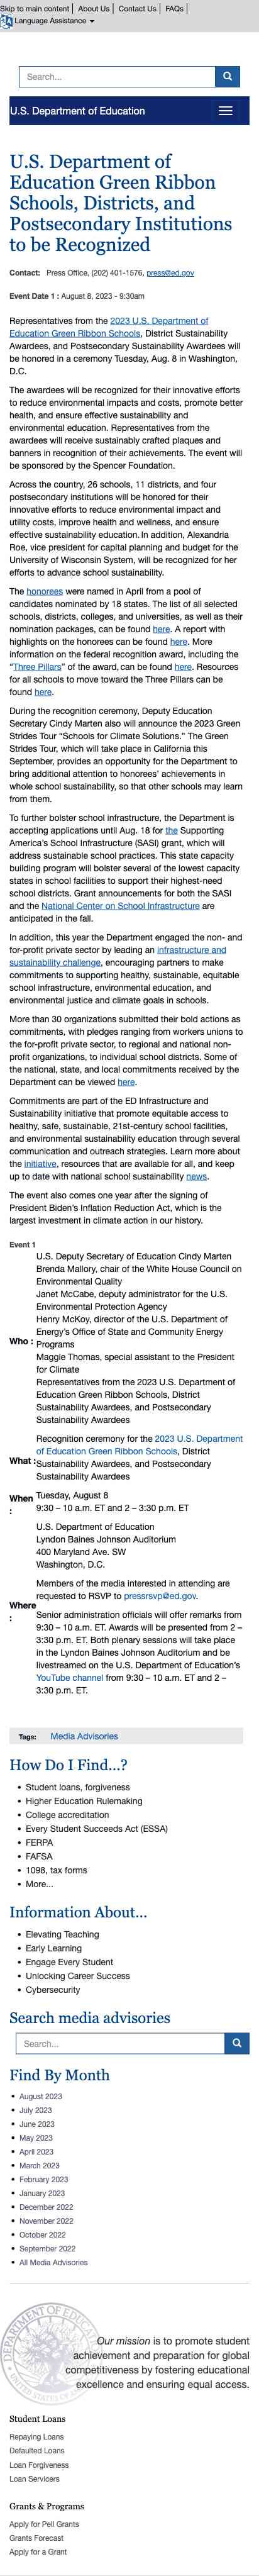 Skip to main content | About Us | Contact Us | FAQs |
Language Assistance
Search...
U.S. Department of Education
U.S. Department of
Education Green Ribbon
Schools, Districts, and
Postsecondary Institutions
to be Recognized
Contact: Press Office, (202) 401-1576, press@ed.gov
Event Date 1 : August 8, 2023 - 9:30am
Representatives from the 2023 U.S. Department of
Education Green Ribbon Schools, District Sustainability
Awardees, and Postsecondary Sustainability Awardees will
be honored in a ceremony Tuesday, Aug. 8 in Washington,
D.C.
The awardees will be recognized for their innovative efforts
to reduce environmental impacts and costs, promote better
health, and ensure effective sustainability and
environmental education. Representatives from the
awardees will receive sustainably crafted plaques and
banners in recognition of their achievements. The event will
be sponsored by the Spencer Foundation.
Across the country, 26 schools, 11 districts, and four
postsecondary institutions will be honored for their
innovative efforts to reduce environmental impact and
utility costs, improve health and wellness, and ensure
effective sustainability education. In addition, Alexandria
Roe, vice president for capital planning and budget for the
University of Wisconsin System, will be recognized for her
efforts to advance school sustainability.
The honorees were named in April from a pool of
candidates nominated by 18 states. The list of all selected
schools, districts, colleges, and universities, as well as their
nomination packages, can be found here. A report with
highlights on the honorees can be found here. More
information on the federal recognition award, including the
“Three Pillars” of the award, can be found here. Resources
for all schools to move toward the three Pillars can be
found here.
During the recognition ceremony, Deputy Education
Secretary Cindy Marten also will announce the 2023 Green
Strides Tour “Schools for Climate Solutions.” The Green
Strides Tour, which will take place in California this
September, provides an opportunity for the Department to
bring additional attention to honorees’ achievements in
whole school sustainability, so that other schools may learn
from them.
To further bolster school infrastructure, the Department is
accepting applications until Aug. 18 for the Supporting
America’s School Infrastructure (SASI) grant, which will
address sustainable school practices. This state capacity
building program will bolster several of the lowest capacity
states in school facilities to support their highest-need
school districts. Grant announcements for both the SASI
and the National Center on School Infrastructure are
anticipated in the fall.
In addition, this year the Department engaged the non- and
for-profit private sector by leading an infrastructure and
sustainability challenge, encouraging partners to make
commitments to supporting healthy, sustainable, equitable
school infrastructure, environmental education, and
environmental justice and climate goals in schools.
More than 30 organizations submitted their bold actions as
commitments, with pledges ranging from workers unions to
the for-profit private sector, to regional and national non-
profit organizations, to individual school districts. Some of
the national, state, and local commitments received by the
Department can be viewed here.
Commitments are part of the ED Infrastructure and
Sustainability initiative that promote equitable access to
healthy, safe, sustainable, 21st-century school facilities,
and environmental and sustainability education through several
communication and outreach strategies. Learn more about
the initiative, resources that are available for all, and keep
up to date with national school sustainability news.
The event also comes one year after the signing of
President Biden’s Inflation Reduction Act, which is the
largest investment in climate action in our history.
Event 1
Who :
U.S. Deputy Secretary of Education Cindy Marten
Brenda Mallory, chair of the White House Council on
Environmental Quality
Janet McCabe, deputy administrator for the U.S.
Environmental Protection Agency
Henry McKoy, director of the U.S. Department of
Energy’s Office of State and Community Energy
Programs
Maggie Thomas, special assistant to the President
for Climate
Representatives from the 2023 U.S. Department of
Education Green Ribbon Schools, District
Sustainability Awardees, and Postsecondary
Sustainability Awardees
What :
Recognition ceremony for the 2023 U.S. Department
of Education Green Ribbon Schools, District
Sustainability Awardees, and Postsecondary
Sustainability Awardees
When
:
Tuesday, August 8
9:30 – 10 a.m. ET and 2 – 3:30 p.m. ET
Where
:
U.S. Department of Education
Lyndon Baines Johnson Auditorium
400 Maryland Ave. SW
Washington, D.C.
Members of the media interested in attending are
requested to RSVP to pressrsvp@ed.gov.
Senior administration officials will offer remarks from
9:30 – 10 a.m. ET. Awards will be presented from 2 –
3:30 p.m. ET. Both plenary sessions will take place
in the Lyndon Baines Johnson Auditorium and be
livestreamed on the U.S. Department of Education’s
YouTube channel from 9:30 – 10 a.m. ET and 2 –
3:30 p.m. ET.
Tags: Media Advisories
How Do I Find...?
• Student loans, forgiveness
• Higher Education Rulemaking
• College accreditation
• Every Student Succeeds Act (ESSA)
• FERPA
• FAFSA
• 1098, tax forms
• More...
Information About...
• Elevating Teaching
• Early Learning
• Engage Every Student
• Unlocking Career Success
• Cybersecurity
Search media advisories
Search...
Find By Month
• August 2023
• July 2023
• June 2023
• May 2023
• April 2023
• March 2023
• February 2023
• January 2023
• December 2022
• November 2022
• October 2022
• September 2022
• All Media Advisories
Our mission is to promote student
achievement and preparation for global
competitiveness by fostering educational
excellence and ensuring equal access.
Student Loans
Repaying Loans
Defaulted Loans
Loan Forgiveness
Loan Servicers
Grants & Programs
Apply for Pell Grants
Grants Forecast
Apply for a Grant